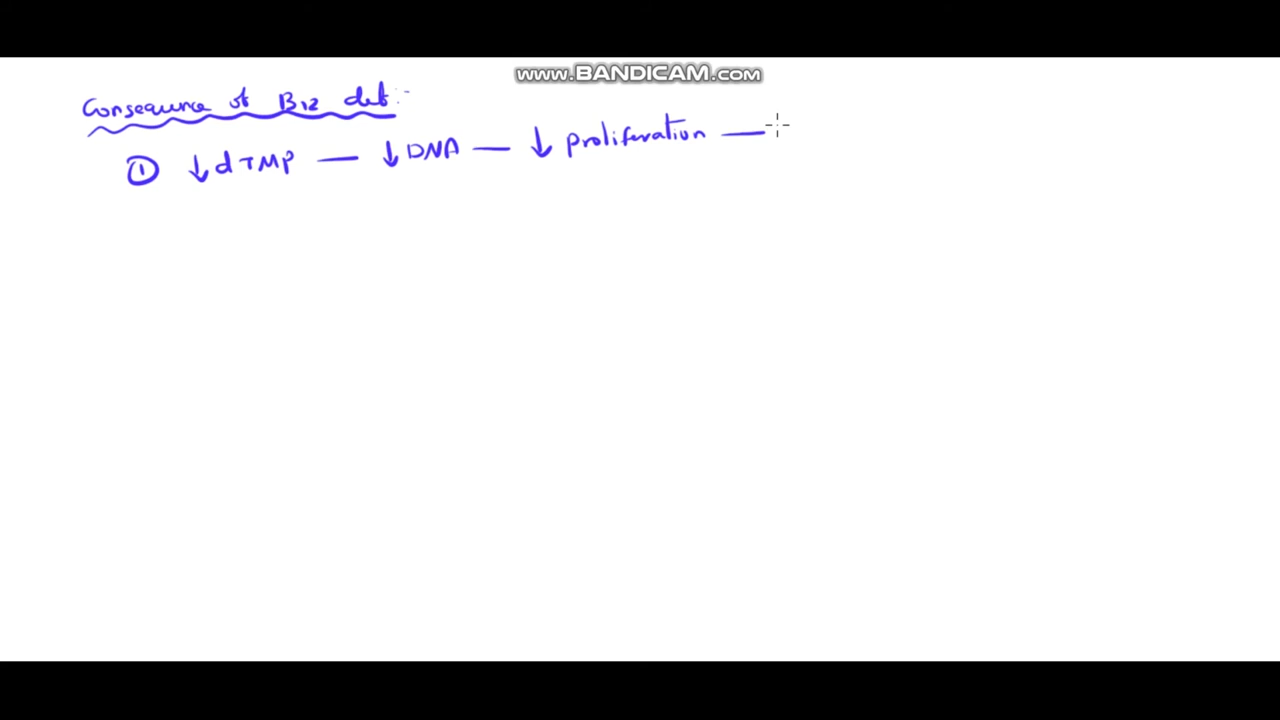 www.BANDICAM.com
Consequence of B12 def:-
① ↓ dTMP — ↓ DNA — ↓ proliferation —